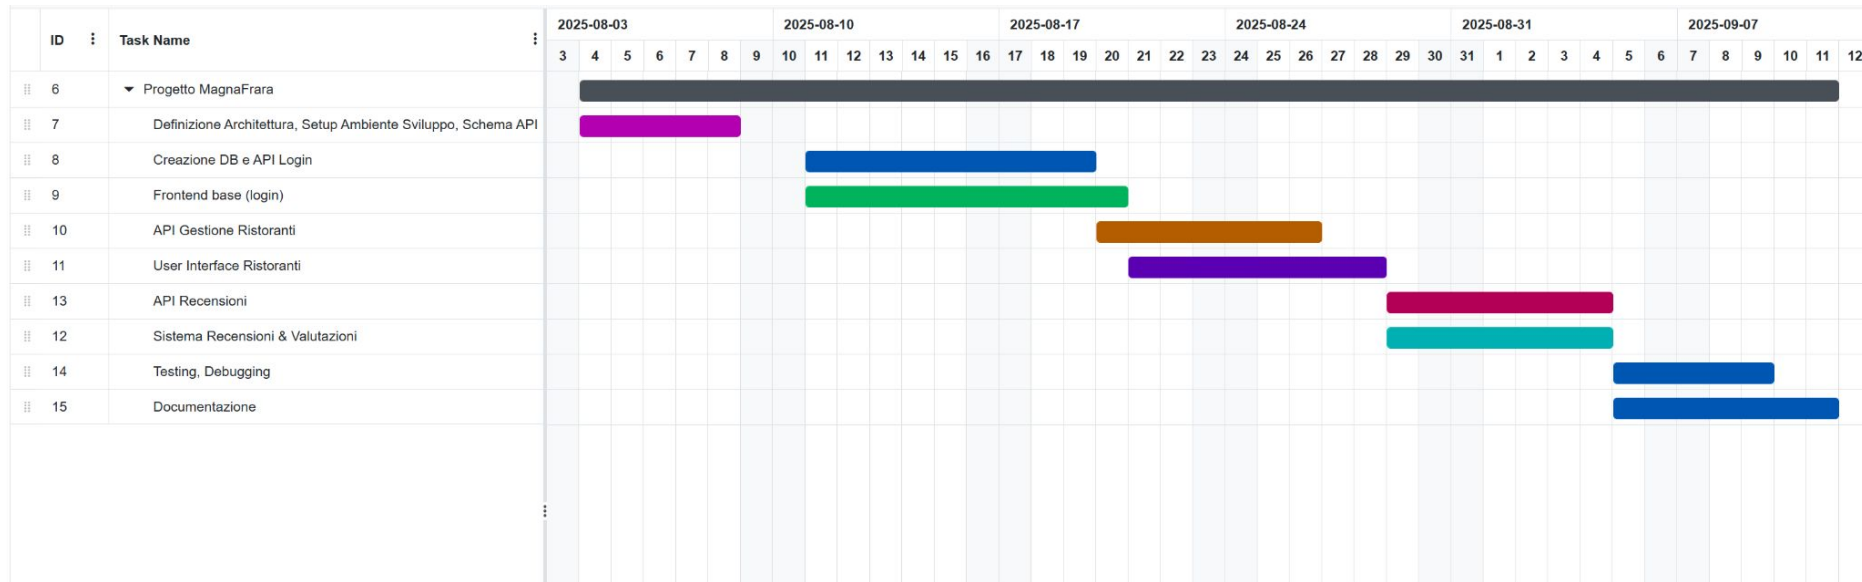 ID Task Name
2025-08-03 2025-08-10 2025-08-17 2025-08-24 2025-08-31 2025-09-07
3 4 5 6 7 8 9 10 11 12 13 14 15 16 17 18 19 20 21 22 23 24 25 26 27 28 29 30 31 1 2 3 4 5 6 7 8 9 10 11 12
6 Progetto MagnaFrara
7 Definizione Architettura, Setup Ambiente Sviluppo, Schema API
8 Creazione DB e API Login
9 Frontend base (login)
10 API Gestione Ristoranti
11 User Interface Ristoranti
13 API Recensioni
12 Sistema Recensioni & Valutazioni
14 Testing, Debugging
15 Documentazione